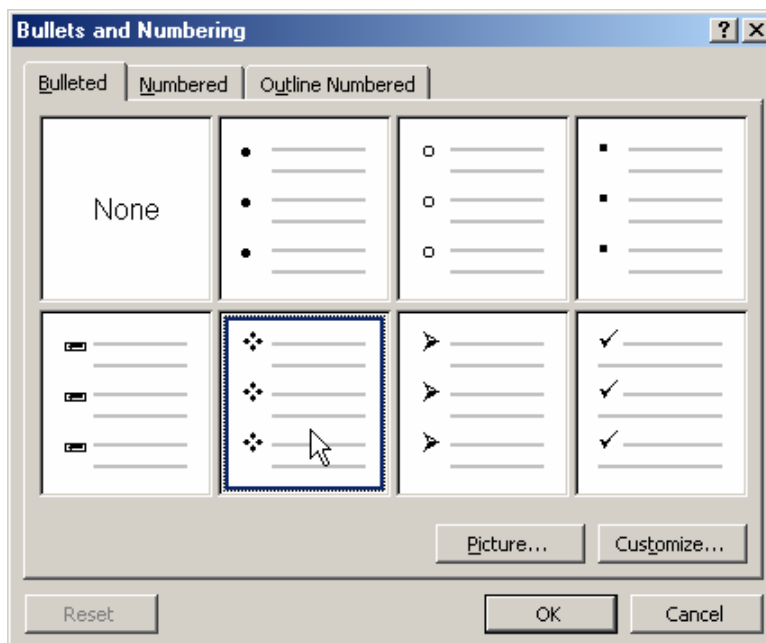 Bullets and Numbering
Bulleted Numbered Outline Numbered
None
Picture... Customize...
Reset OK Cancel